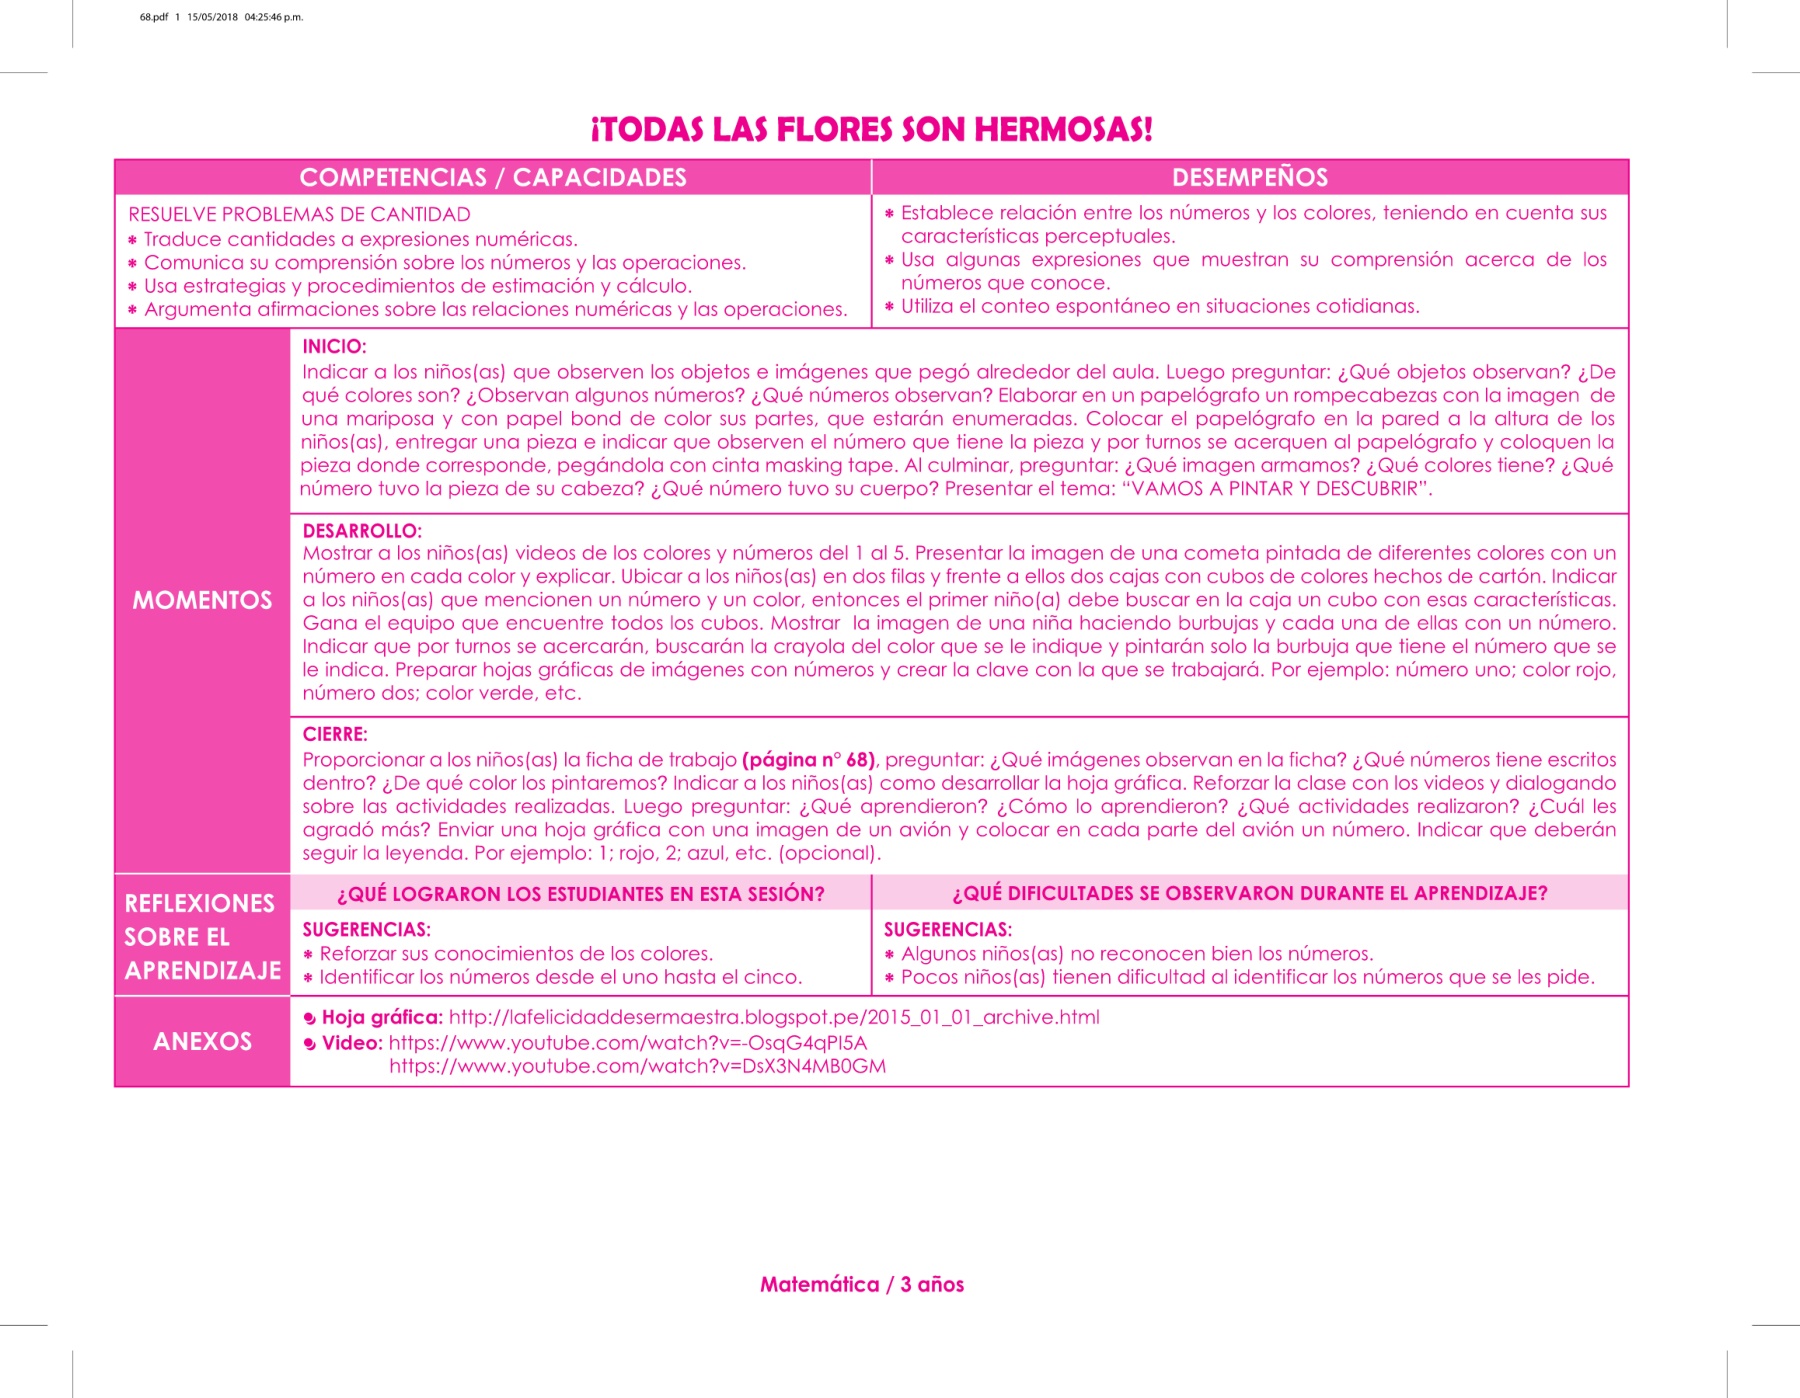 68.pdf 1 15/05/2018 04:25:46 p.m.
¡TODAS LAS FLORES SON HERMOSAS!
COMPETENCIAS / CAPACIDADES
DESEMPEÑOS
RESUELVE PROBLEMAS DE CANTIDAD
* Traduce cantidades a expresiones numéricas.
* Comunica su comprensión sobre los números y las operaciones.
* Usa estrategias y procedimientos de estimación y cálculo.
* Argumenta afirmaciones sobre las relaciones numéricas y las operaciones.
* Establece relación entre los números y los colores, teniendo en cuenta sus
características perceptuales.
* Usa algunas expresiones que muestran su comprensión acerca de los
números que conoce.
* Utiliza el conteo espontáneo en situaciones cotidianas.
MOMENTOS
INICIO:
Indicar a los niños(as) que observen los objetos e imágenes que pegó alrededor del aula. Luego preguntar: ¿Qué objetos observan? ¿De
qué colores son? ¿Observan algunos números? ¿Qué números observan? Elaborar en un papelógrafo un rompecabezas con la imagen de
una mariposa y con papel bond de color sus partes, que estarán enumeradas. Colocar el papelógrafo en la pared a la altura de los
niños(as), entregar una pieza e indicar que observen el número que tiene la pieza y por turnos se acerquen al papelógrafo y coloquen la
pieza donde corresponde, pegándola con cinta masking tape. Al culminar, preguntar: ¿Qué imagen armamos? ¿Qué colores tiene? ¿Qué
número tuvo la pieza de su cabeza? ¿Qué número tuvo su cuerpo? Presentar el tema: “VAMOS A PINTAR Y DESCUBRIR”.
DESARROLLO:
Mostrar a los niños(as) videos de los colores y números del 1 al 5. Presentar la imagen de una cometa pintada de diferentes colores con un
número en cada color y explicar. Ubicar a los niños(as) en dos filas y frente a ellos dos cajas con cubos de colores hechos de cartón. Indicar
a los niños(as) que mencionen un número y un color, entonces el primer niño(a) debe buscar en la caja un cubo con esas características.
Gana el equipo que encuentre todos los cubos. Mostrar la imagen de una niña haciendo burbujas y cada una de ellas con un número.
Indicar que por turnos se acercarán, buscarán la crayola del color que se le indique y pintarán solo la burbuja que tiene el número que se
le indica. Preparar hojas gráficas de imágenes con números y crear la clave con la que se trabajará. Por ejemplo: número uno; color rojo,
número dos; color verde, etc.
CIERRE:
Proporcionar a los niños(as) la ficha de trabajo (página n° 68), preguntar: ¿Qué imágenes observan en la ficha? ¿Qué números tiene escritos
dentro? ¿De qué color los pintaremos? Indicar a los niños(as) como desarrollar la hoja gráfica. Reforzar la clase con los videos y dialogando
sobre las actividades realizadas. Luego preguntar: ¿Qué aprendieron? ¿Cómo lo aprendieron? ¿Qué actividades realizaron? ¿Cuál les
agradó más? Enviar una hoja gráfica con una imagen de un avión y colocar en cada parte del avión un número. Indicar que deberán
seguir la leyenda. Por ejemplo: 1; rojo, 2; azul, etc. (opcional).
REFLEXIONES
SOBRE EL
APRENDIZAJE
¿QUÉ LOGRARON LOS ESTUDIANTES EN ESTA SESIÓN?
SUGERENCIAS:
* Reforzar sus conocimientos de los colores.
* Identificar los números desde el uno hasta el cinco.
¿QUÉ DIFICULTADES SE OBSERVARON DURANTE EL APRENDIZAJE?
SUGERENCIAS:
* Algunos niños(as) no reconocen bien los números.
* Pocos niños(as) tienen dificultad al identificar los números que se les pide.
ANEXOS
Hoja gráfica: http://lafelicidaddesermaestra.blogspot.pe/2015_01_01_archive.html
Video: https://www.youtube.com/watch?v=-OsqG4qPI5A
https://www.youtube.com/watch?v=DsX3N4MB0GM
Matemática / 3 años